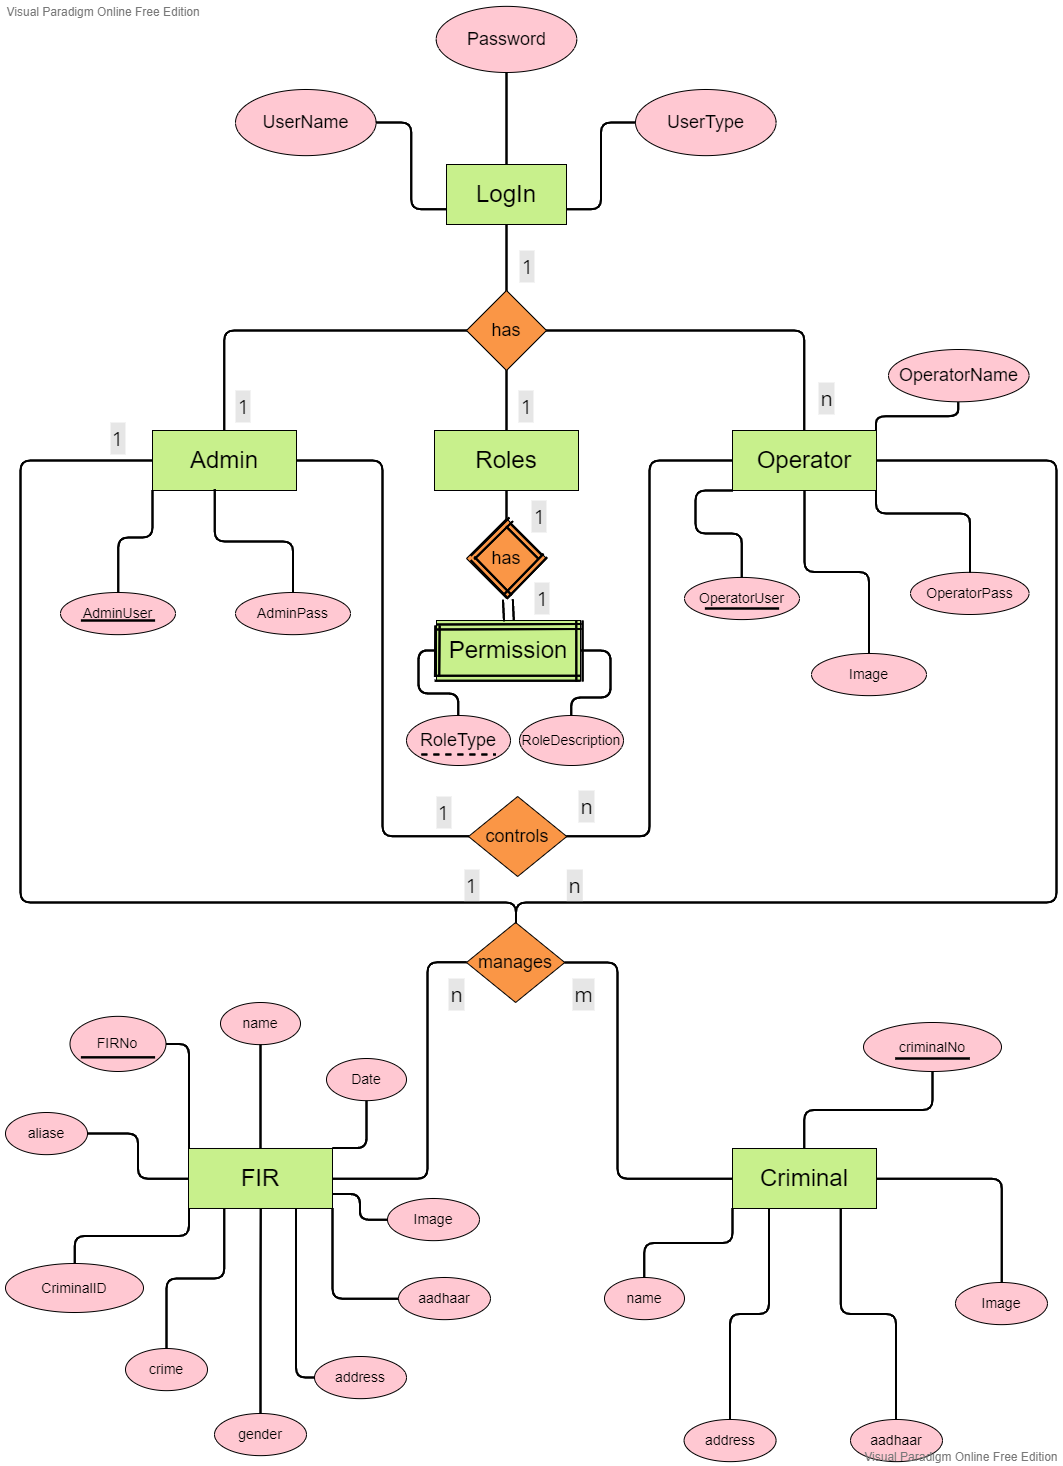 Visual Paradigm Online Free Edition
Password
UserName
UserType
LogIn
1
has
OperatorName
1
1
n
1
Admin
Roles
Operator
1
has
AdminUser
AdminPass
1
OperatorUser
OperatorPass
Permission
Image
RoleType
RoleDescription
1
n
controls
1
n
manages
n
m
name
FIRNo
criminalNo
Date
aliase
FIR
Criminal
Image
CriminalID
aadhaar
name
Image
crime
address
gender
address
aadhaar
Visual Paradigm Online Free Edition